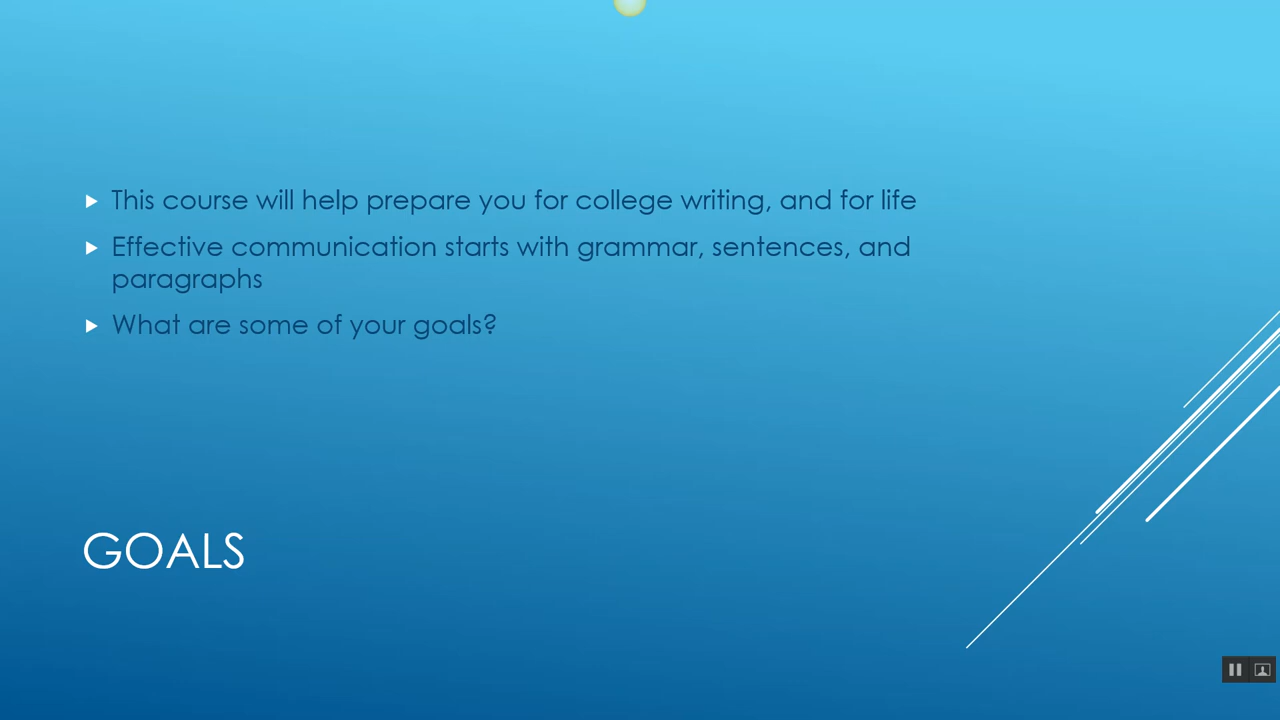 This course will help prepare you for college writing, and for life
Effective communication starts with grammar, sentences, and
paragraphs
What are some of your goals?
GOALS